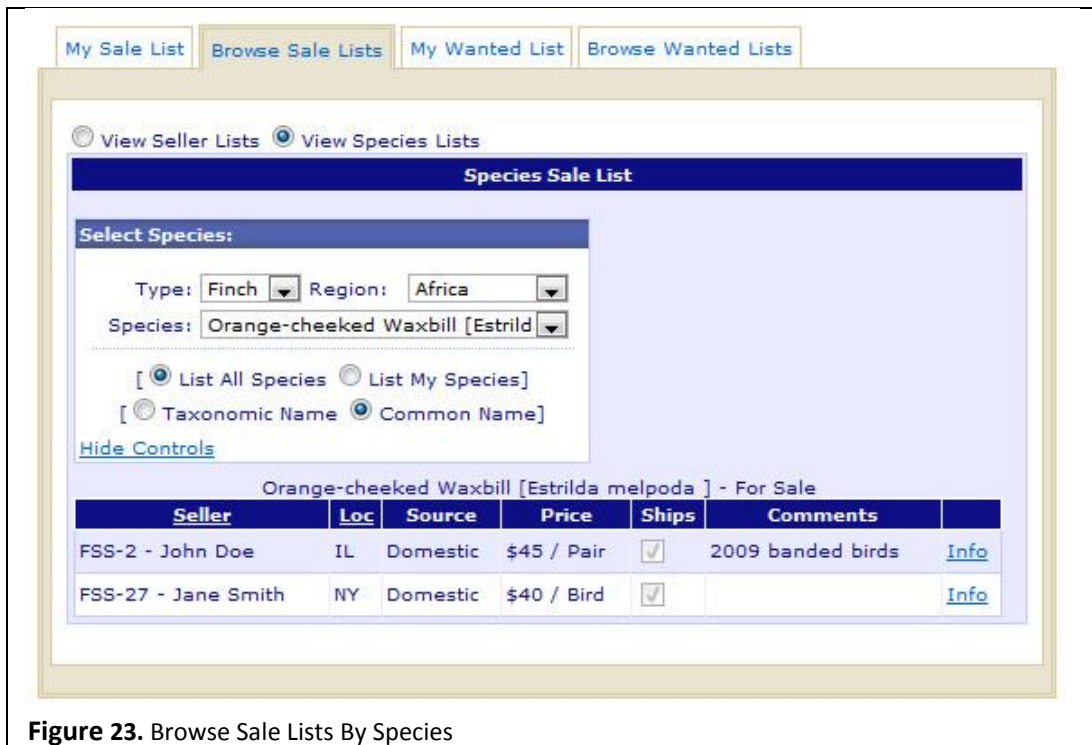 My Sale List Browse Sale Lists My Wanted List Browse Wanted Lists
View Seller Lists View Species Lists
Species Sale List
Select Species:
Type: Finch Region: Africa
Species: Orange-cheeked Waxbill [Estrild
[ List All Species List My Species]
[ Taxonomic Name Common Name]
Hide Controls
Orange-cheeked Waxbill [Estrilda melpoda ] - For Sale
Seller Loc Source Price Ships Comments
FSS-2 - John Doe IL Domestic $45 / Pair 2009 banded birds Info
FSS-27 - Jane Smith NY Domestic $40 / Bird Info
Figure 23. Browse Sale Lists By Species